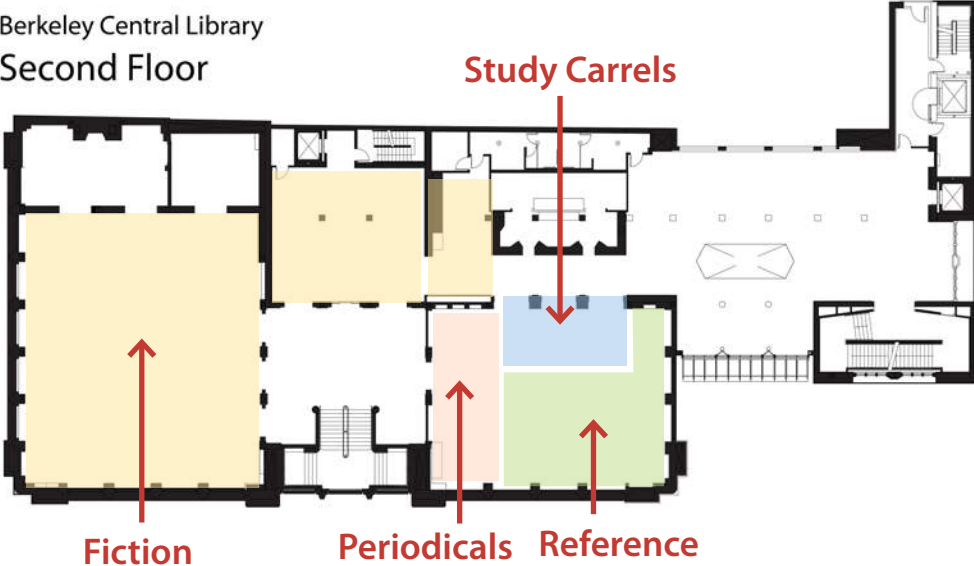 Berkeley Central Library
Second Floor
Study Carrels
Fiction
Periodicals
Reference